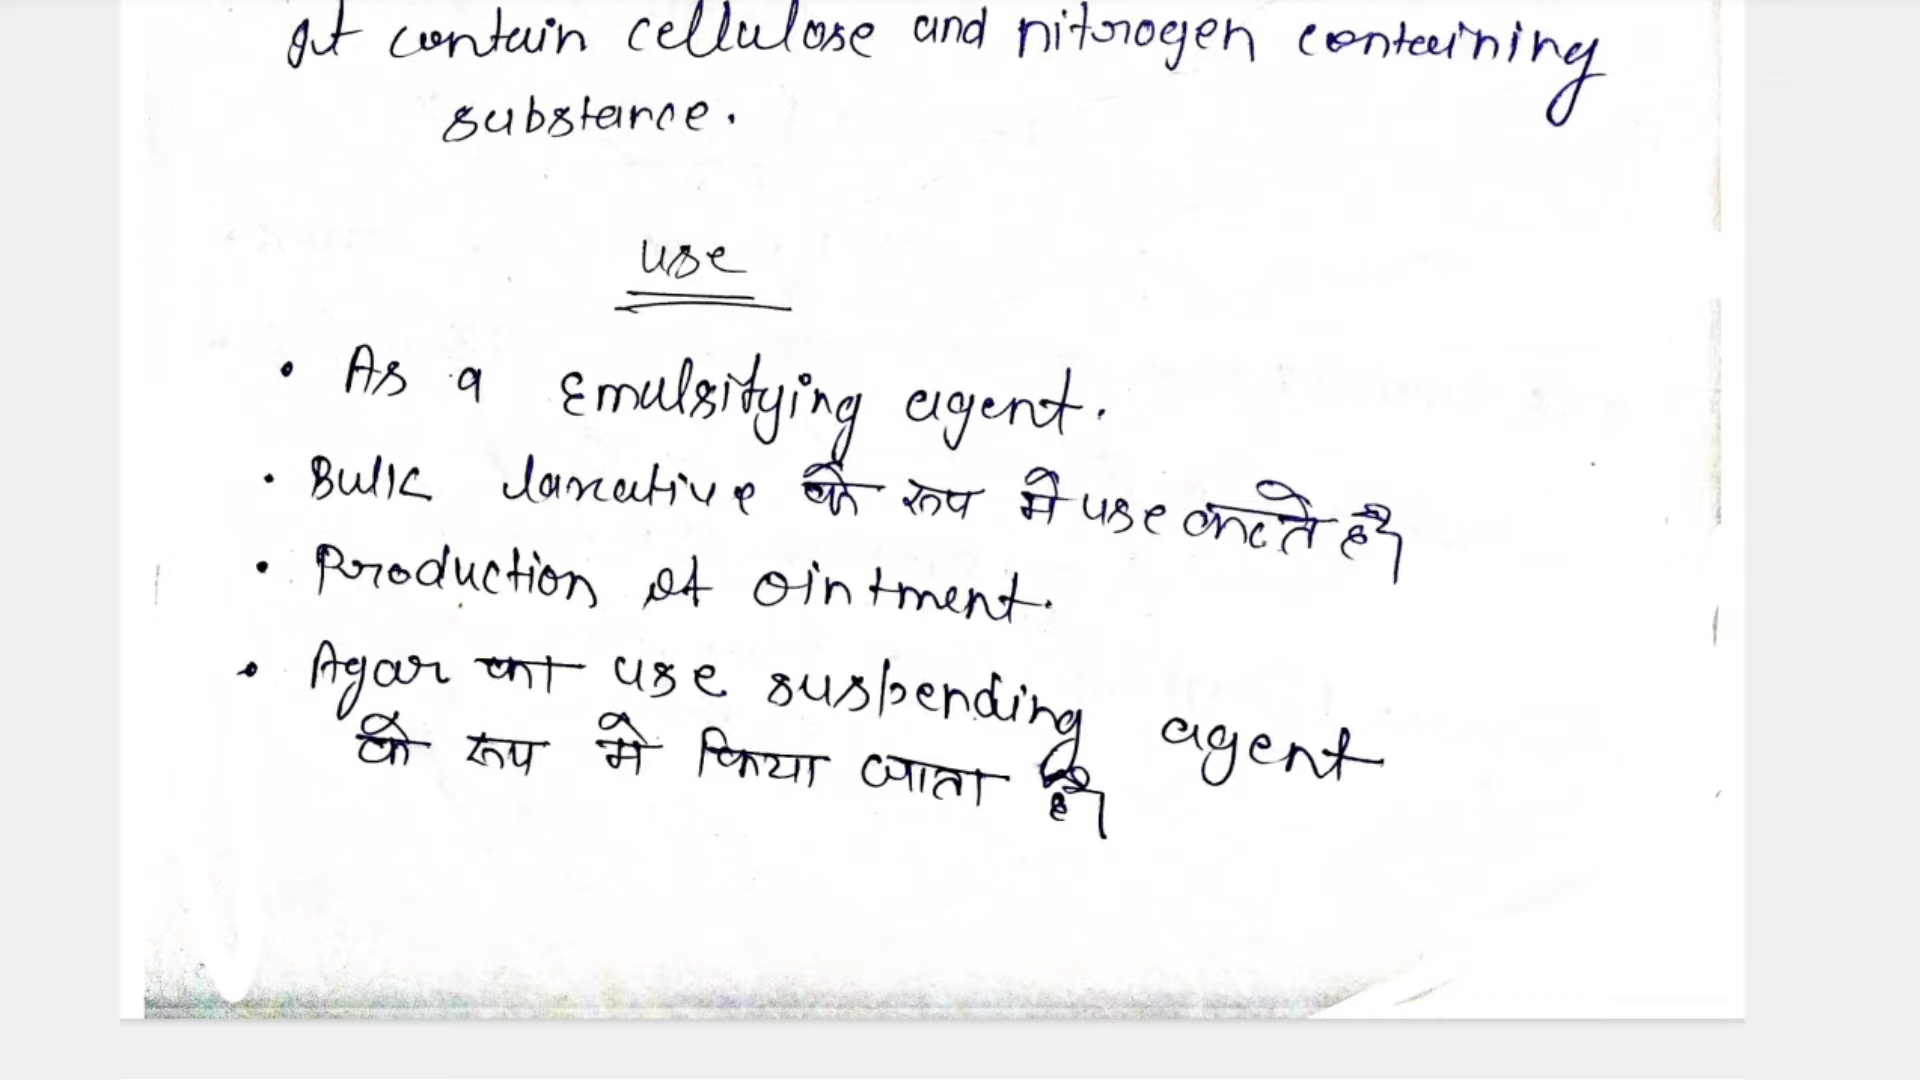 It contain cellulose and nitrogen containing
substance.
use
• As a Emulsifying agent.
• Bulk laxative के रूप मे use करते है
• Production of ointment.
• Agar का use suspending agent
के रूप मे किया जाता है